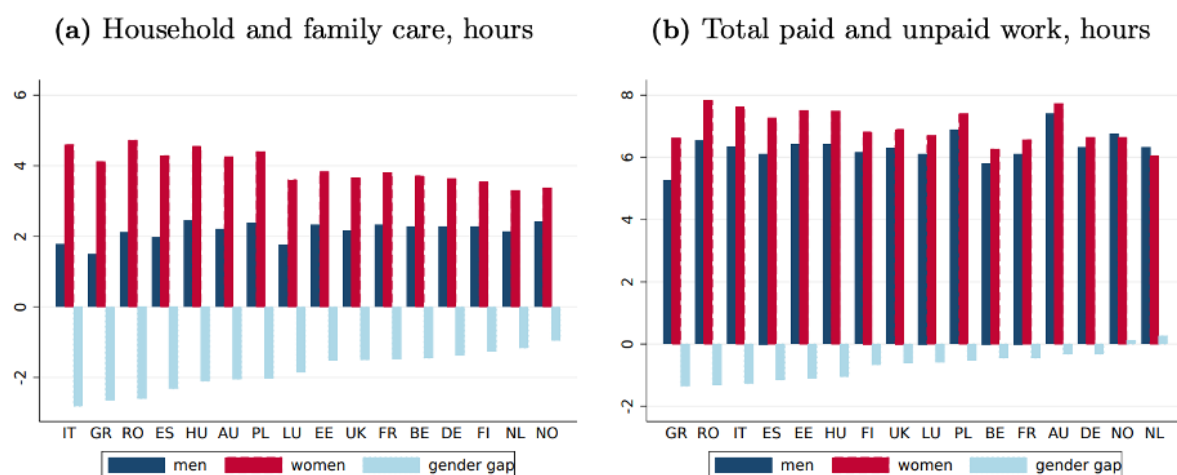 (a) Household and family care, hours
6
4
2
0
-2
IT GR RO ES HU AU PL LU EE UK FR BE DE FI NL NO
men women gender gap
(b) Total paid and unpaid work, hours
8
6
4
2
0
-2
GR RO IT ES EE HU FI UK LU PL BE FR AU DE NO NL
men women gender gap